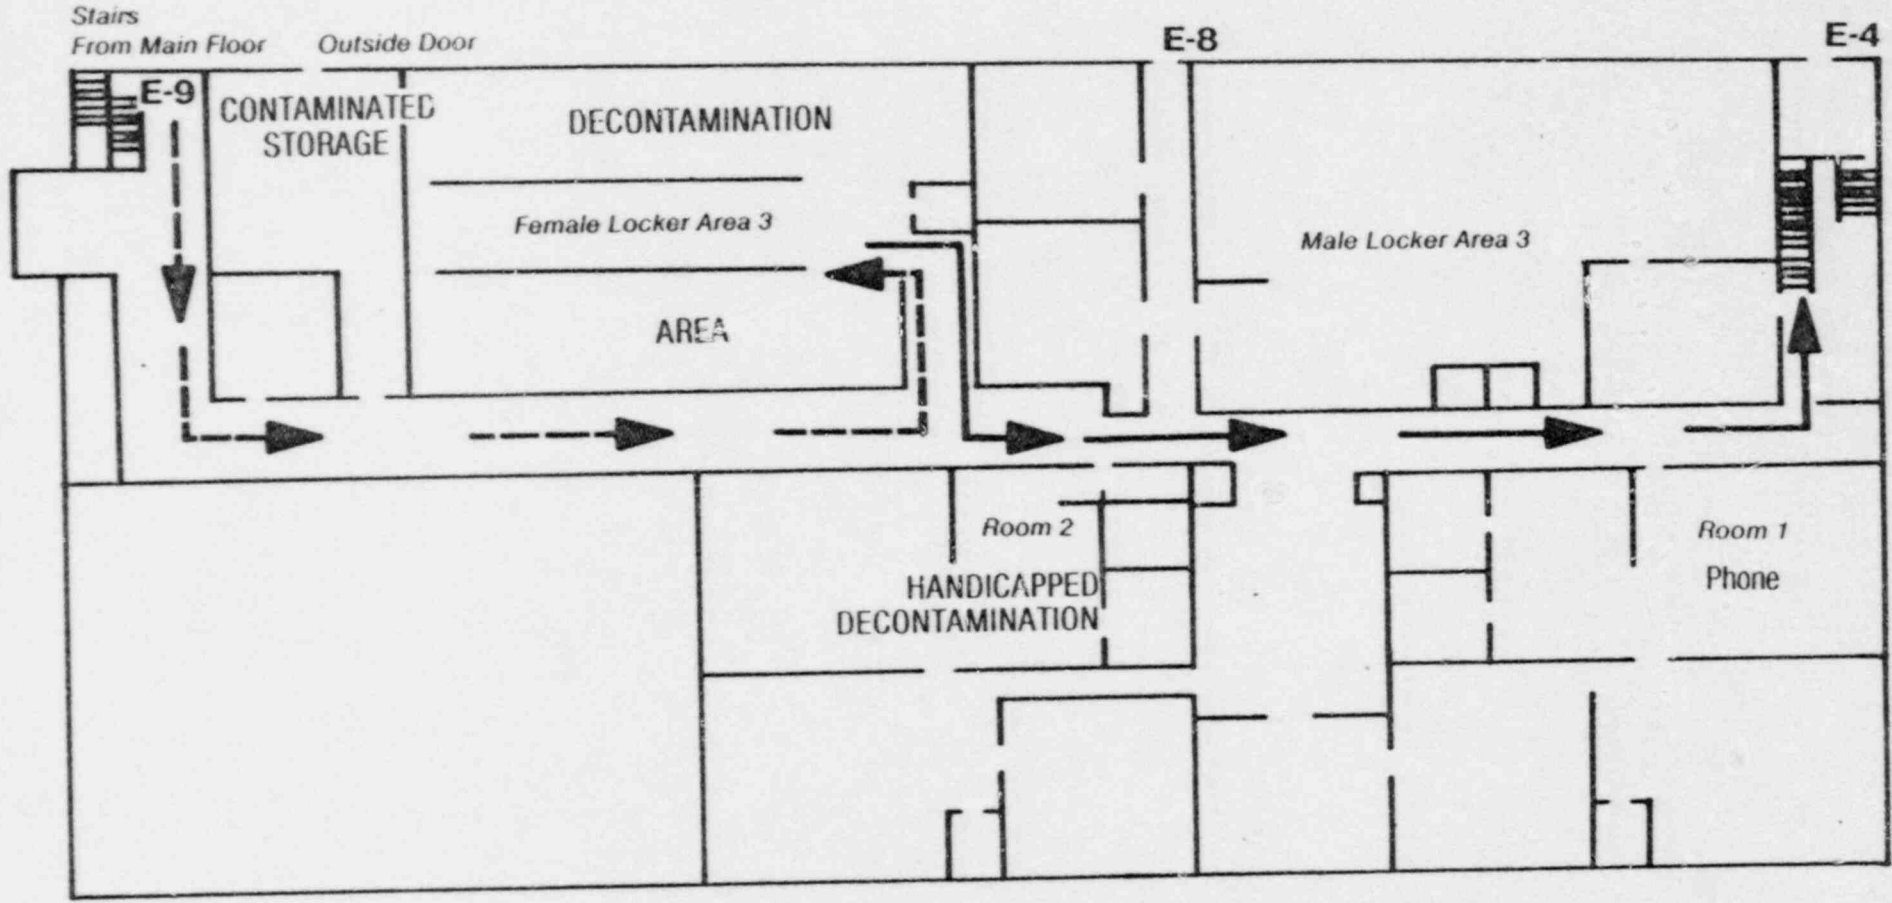 Stairs
From Main Floor
Outside Door
E-8
E-4
E-9
CONTAMINATED
STORAGE
DECONTAMINATION
Female Locker Area 3
Male Locker Area 3
AREA
Room 2
HANDICAPPED
DECONTAMINATION
Room 1
Phone